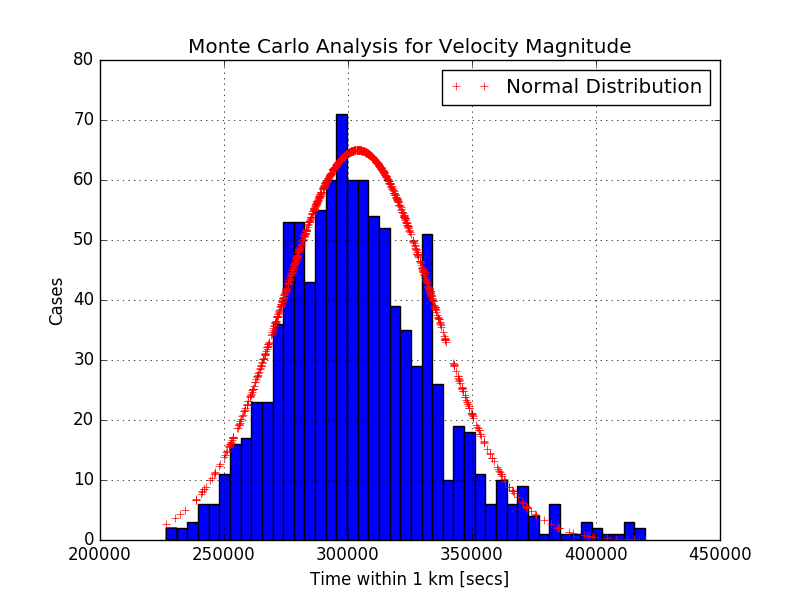 Monte Carlo Analysis for Velocity Magnitude
80
70
60
50
40
30
20
10
0
Cases
Normal Distribution
200000 250000 300000 350000 400000 450000
Time within 1 km [secs]